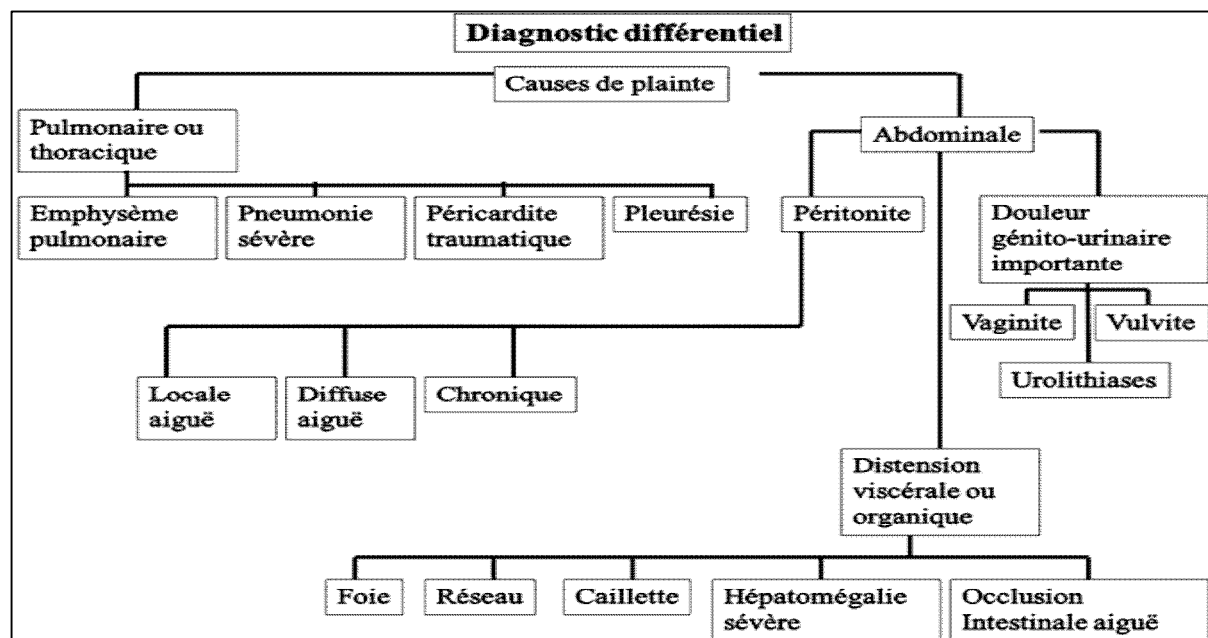 Diagnostic différentiel
Causes de plainte
Pulmonaire ou
thoracique
Abdominale
Emphysème
pulmonaire
Pneumonie
sévère
Péricardite
traumatique
Pleurésie
Péritonite
Douleur
génito-urinaire
importante
Vaginite
Vulvite
Urolithiases
Locale
aiguë
Diffuse
aiguë
Chronique
Distension
viscérale ou
organique
Foie
Réseau
Caillette
Hépatomégalie
sévère
Occlusion
Intestinale aiguë